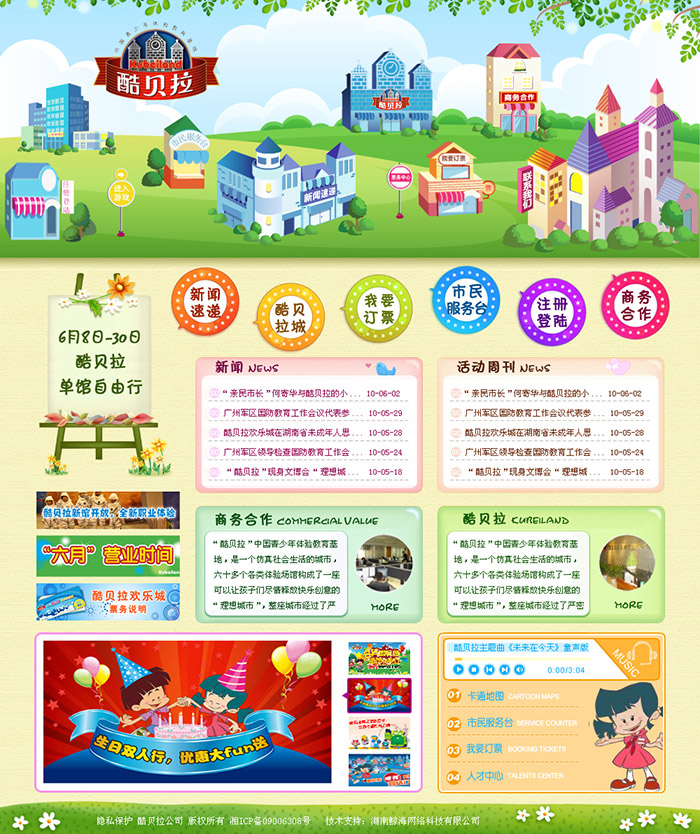 中国青少年体验教育基地
Kubeiland
酷贝拉
酷贝拉
商务合作
市民服务台
进入
游戏
注册登陆
新闻速递
票务中心
我要订票
联系我们
新闻
速递
酷贝
拉城
我要
订票
市民
服务台
注册
登陆
商务
合作
6月8日-30日
酷贝拉
单馆自由行
新闻 NEWS
“亲民市长”何寄华与酷贝拉的小... 10-06-02
广州军区国防教育工作会议代表参... 10-05-29
酷贝拉欢乐城在湖南省未成年人思... 10-05-28
广州军区领导检查国防教育工作会... 10-05-24
“酷贝拉”现身文博会“理想城... 10-05-18
活动周刊 NEWS
“亲民市长”何寄华与酷贝拉的小... 10-06-02
广州军区国防教育工作会议代表参... 10-05-29
酷贝拉欢乐城在湖南省未成年人思... 10-05-28
广州军区领导检查国防教育工作会... 10-05-24
“酷贝拉”现身文博会“理想城... 10-05-18
酷贝拉新馆开放，全新职业体验
“六月”营业时间
Kubeilan
酷贝拉欢乐城
票务说明
商务合作 COMMERCIAL VALUE
“酷贝拉”中国青少年体验教育基
地，是一个仿真社会生活的城市，
六十多个各类体验场馆构成了一座
可以让孩子们尽情释放快乐创意的
“理想城市”，整座城市经过了严
MORE
酷贝拉 KUBEILAND
“酷贝拉”中国青少年体验教育基
地，是一个仿真社会生活的城市，
六十多个各类体验场馆构成了一座
可以让孩子们尽情释放快乐创意的
“理想城市”，整座城市经过了严密
MORE
生日双人行，优惠大fun送
酷贝拉主题曲《未来在今天》童声版
0:00/3:04
MUSIC
01 卡通地图 CARTOON MAPS
02 市民服务台 SERVICE COUNTER
03 我要订票 BOOKING TICKETS
04 人才中心 TALENTS CENTER
隐私保护 酷贝拉公司 版权所有 湘ICP备09006308号 技术支持：湖南鲸海网络科技有限公司